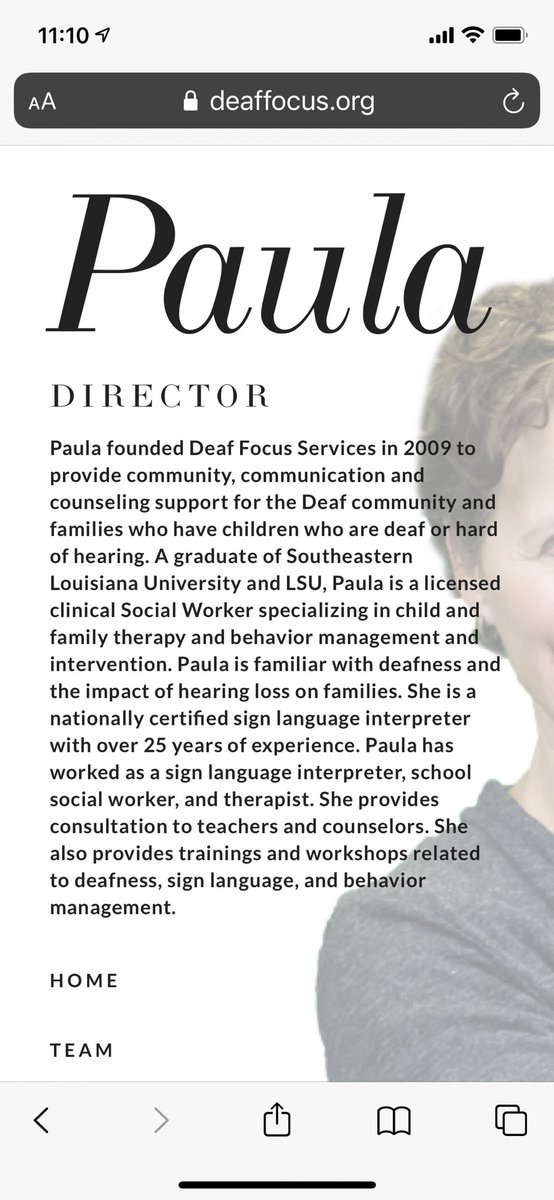 11:10
AA deaffocus.org
Paula
DIRECTOR
Paula founded Deaf Focus Services in 2009 to
provide community, communication and
counseling support for the Deaf community and
families who have children who are deaf or hard
of hearing. A graduate of Southeastern
Louisiana University and LSU, Paula is a licensed
clinical Social Worker specializing in child and
family therapy and behavior management and
intervention. Paula is familiar with deafness and
the impact of hearing loss on families. She is a
nationally certified sign language interpreter
with over 25 years of experience. Paula has
worked as a sign language interpreter, school
social worker, and therapist. She provides
consultation to teachers and counselors. She
also provides trainings and workshops related
to deafness, sign language, and behavior
management.
HOME
TEAM